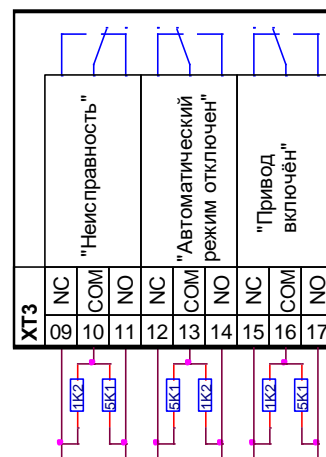 "Неисправность"
"Автоматический
режим отключен"
"Привод
включён"
XT3
NC COM NO NC COM NO NC COM NO
09 10 11 12 13 14 15 16 17
1K2 5K1 5K1 1K2 1K2 5K1